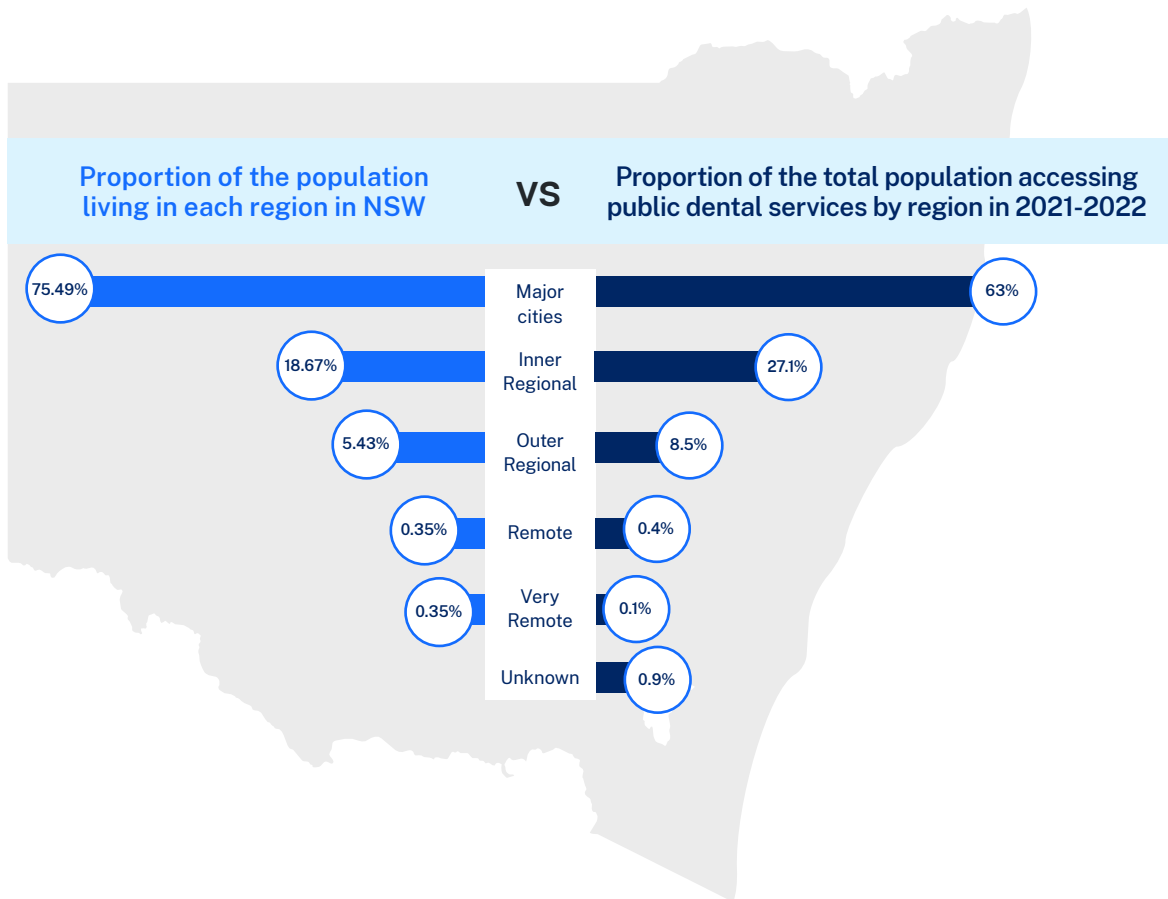 Proportion of the population
living in each region in NSW
VS
Proportion of the total population accessing
public dental services by region in 2021-2022
75.49%
Major
cities
63%
18.67%
Inner
Regional
27.1%
5.43%
Outer
Regional
8.5%
0.35%
Remote
0.4%
0.35%
Very
Remote
0.1%
Unknown
0.9%